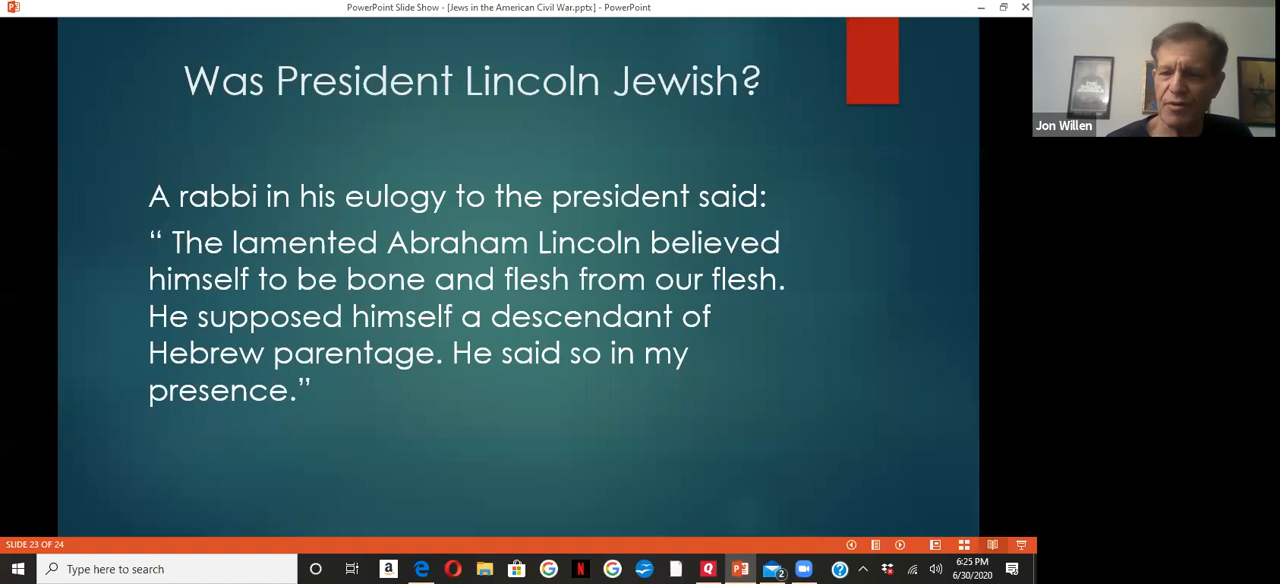 PowerPoint Slide Show - [Jews in the American Civil War.pptx] - PowerPoint
Was President Lincoln Jewish?
A rabbi in his eulogy to the president said:
“ The lamented Abraham Lincoln believed
himself to be bone and flesh from our flesh.
He supposed himself a descendant of
Hebrew parentage. He said so in my
presence.”
Jon Willen
SLIDE 23 OF 24
Type here to search
2
6:25 PM
6/30/2020